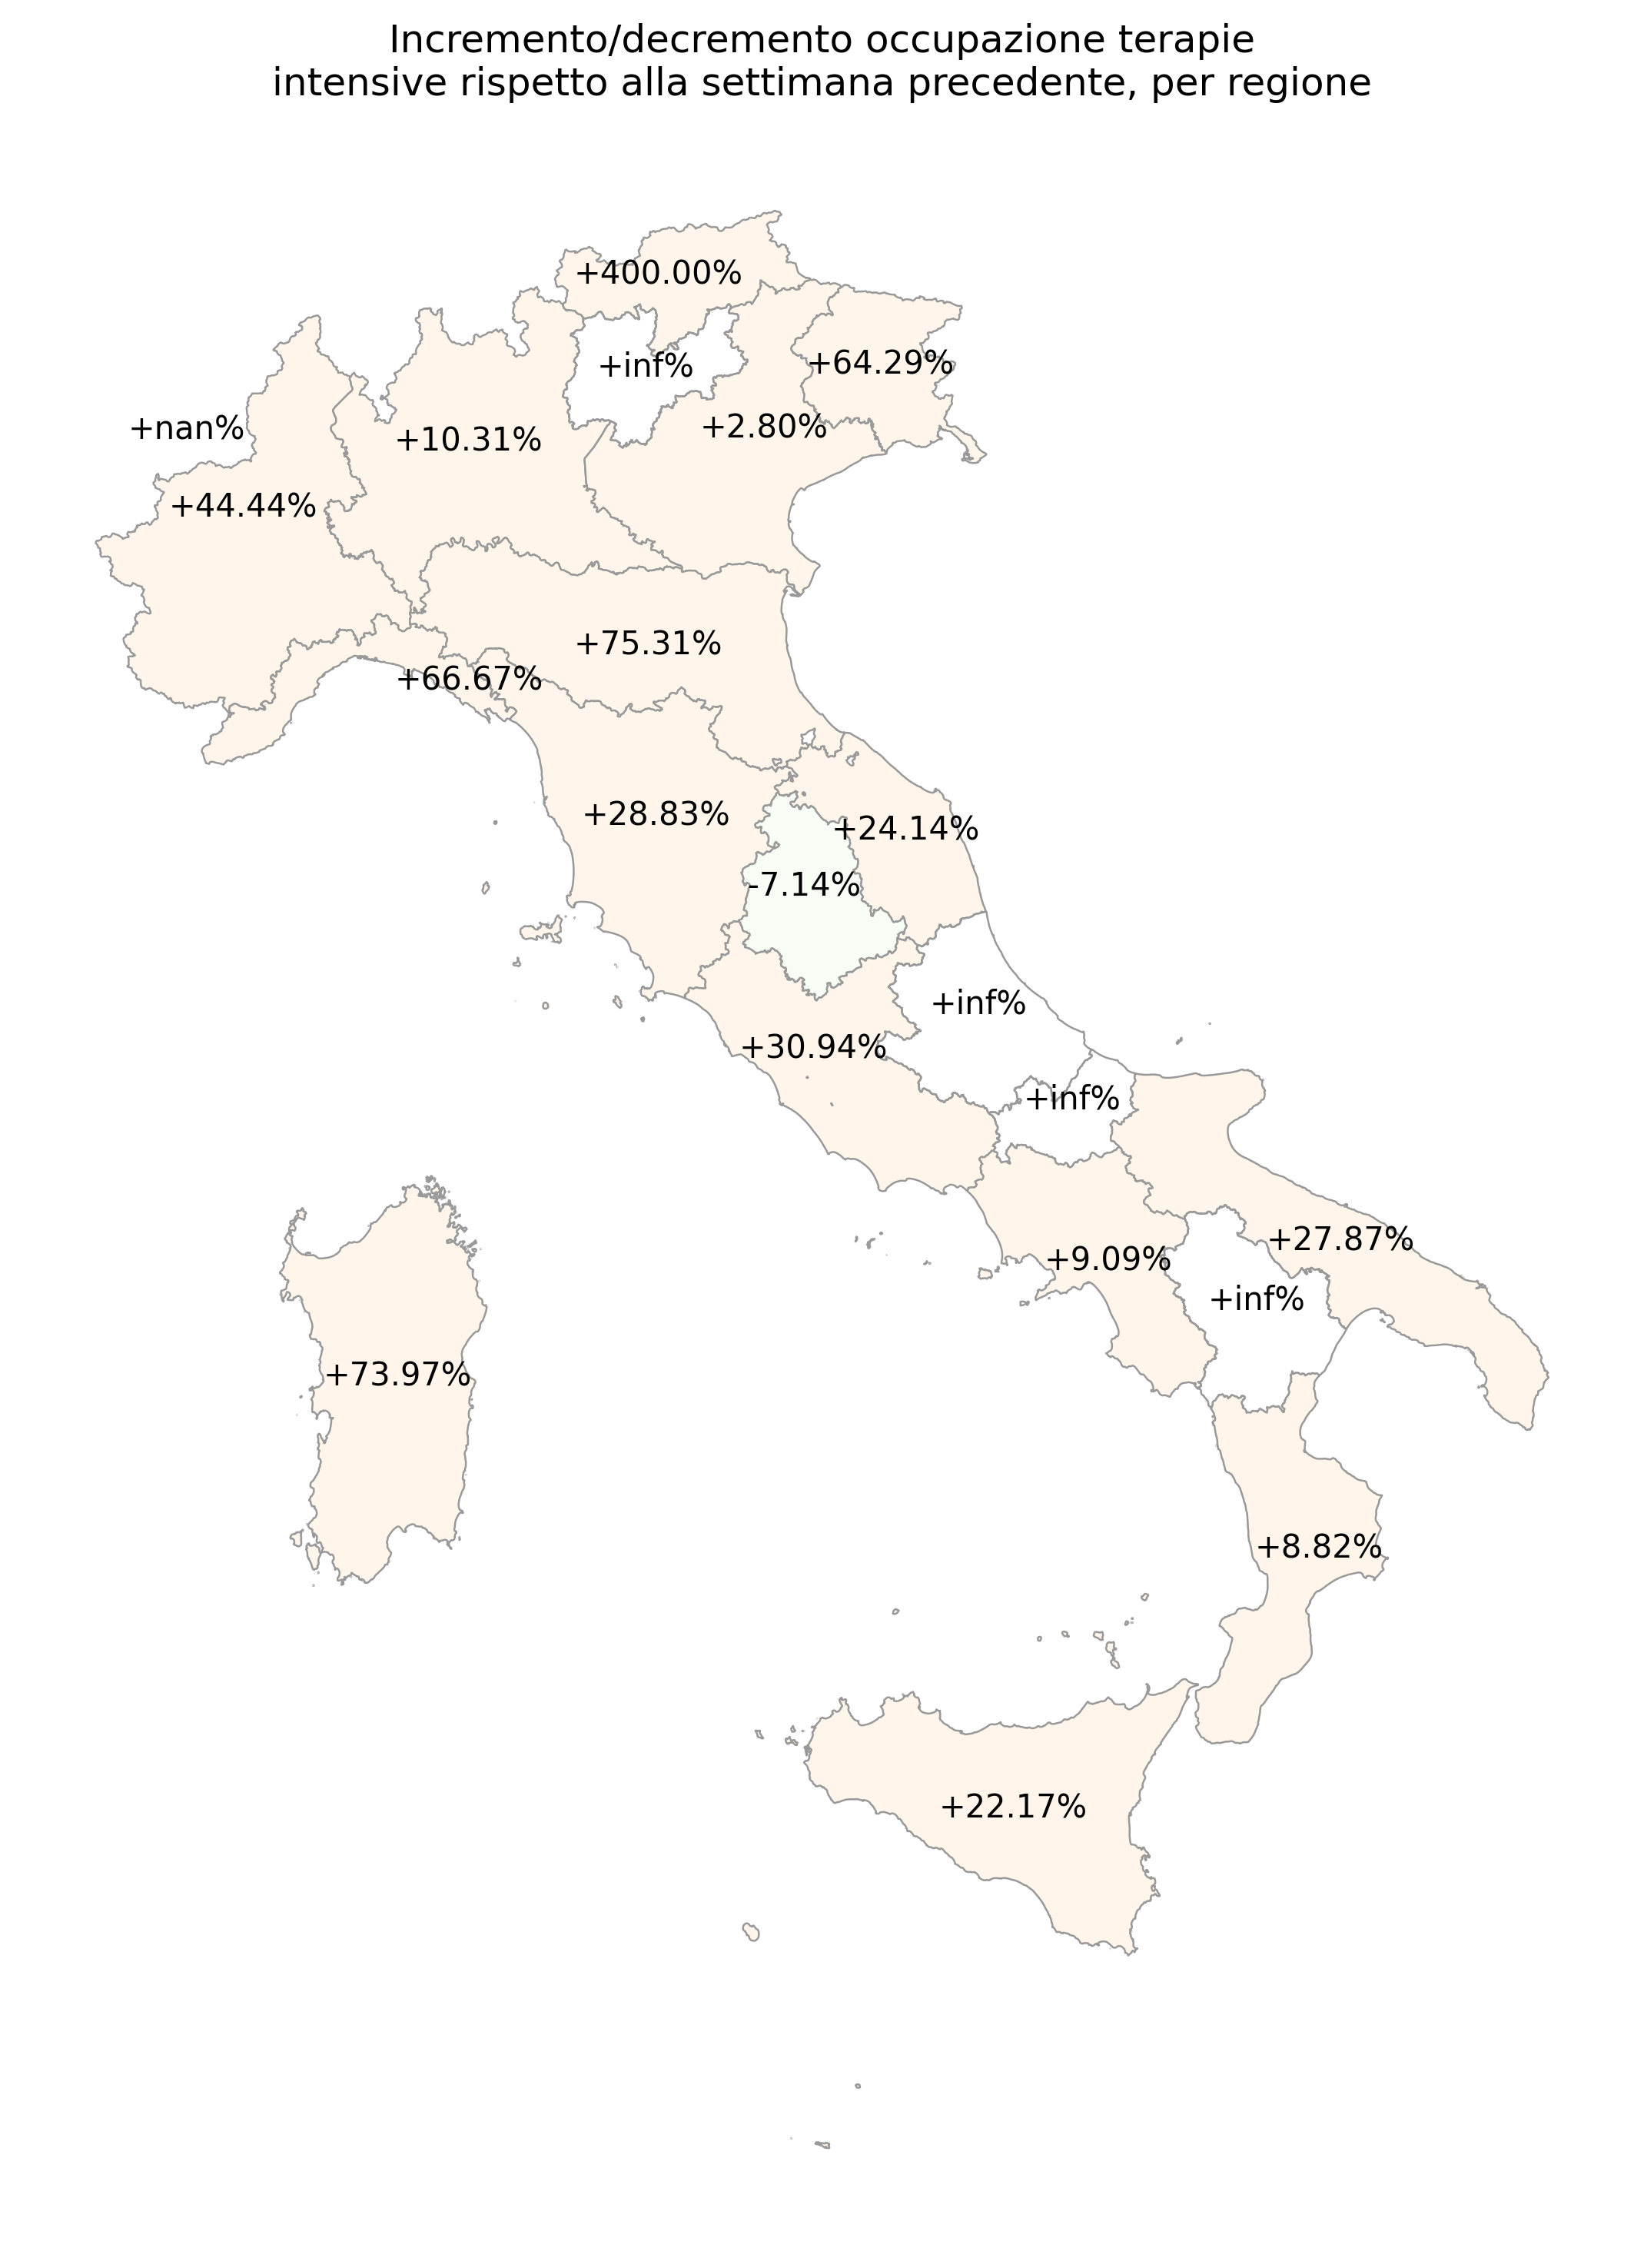 Incremento/decremento occupazione terapie
intensive rispetto alla settimana precedente, per regione
+400.00%
+inf%
+64.29%
+nan%
+10.31%
+2.80%
+44.44%
+75.31%
+66.67%
+28.83%
+24.14%
-7.14%
+inf%
+30.94%
+inf%
+27.87%
+9.09%
+inf%
+73.97%
+8.82%
+22.17%